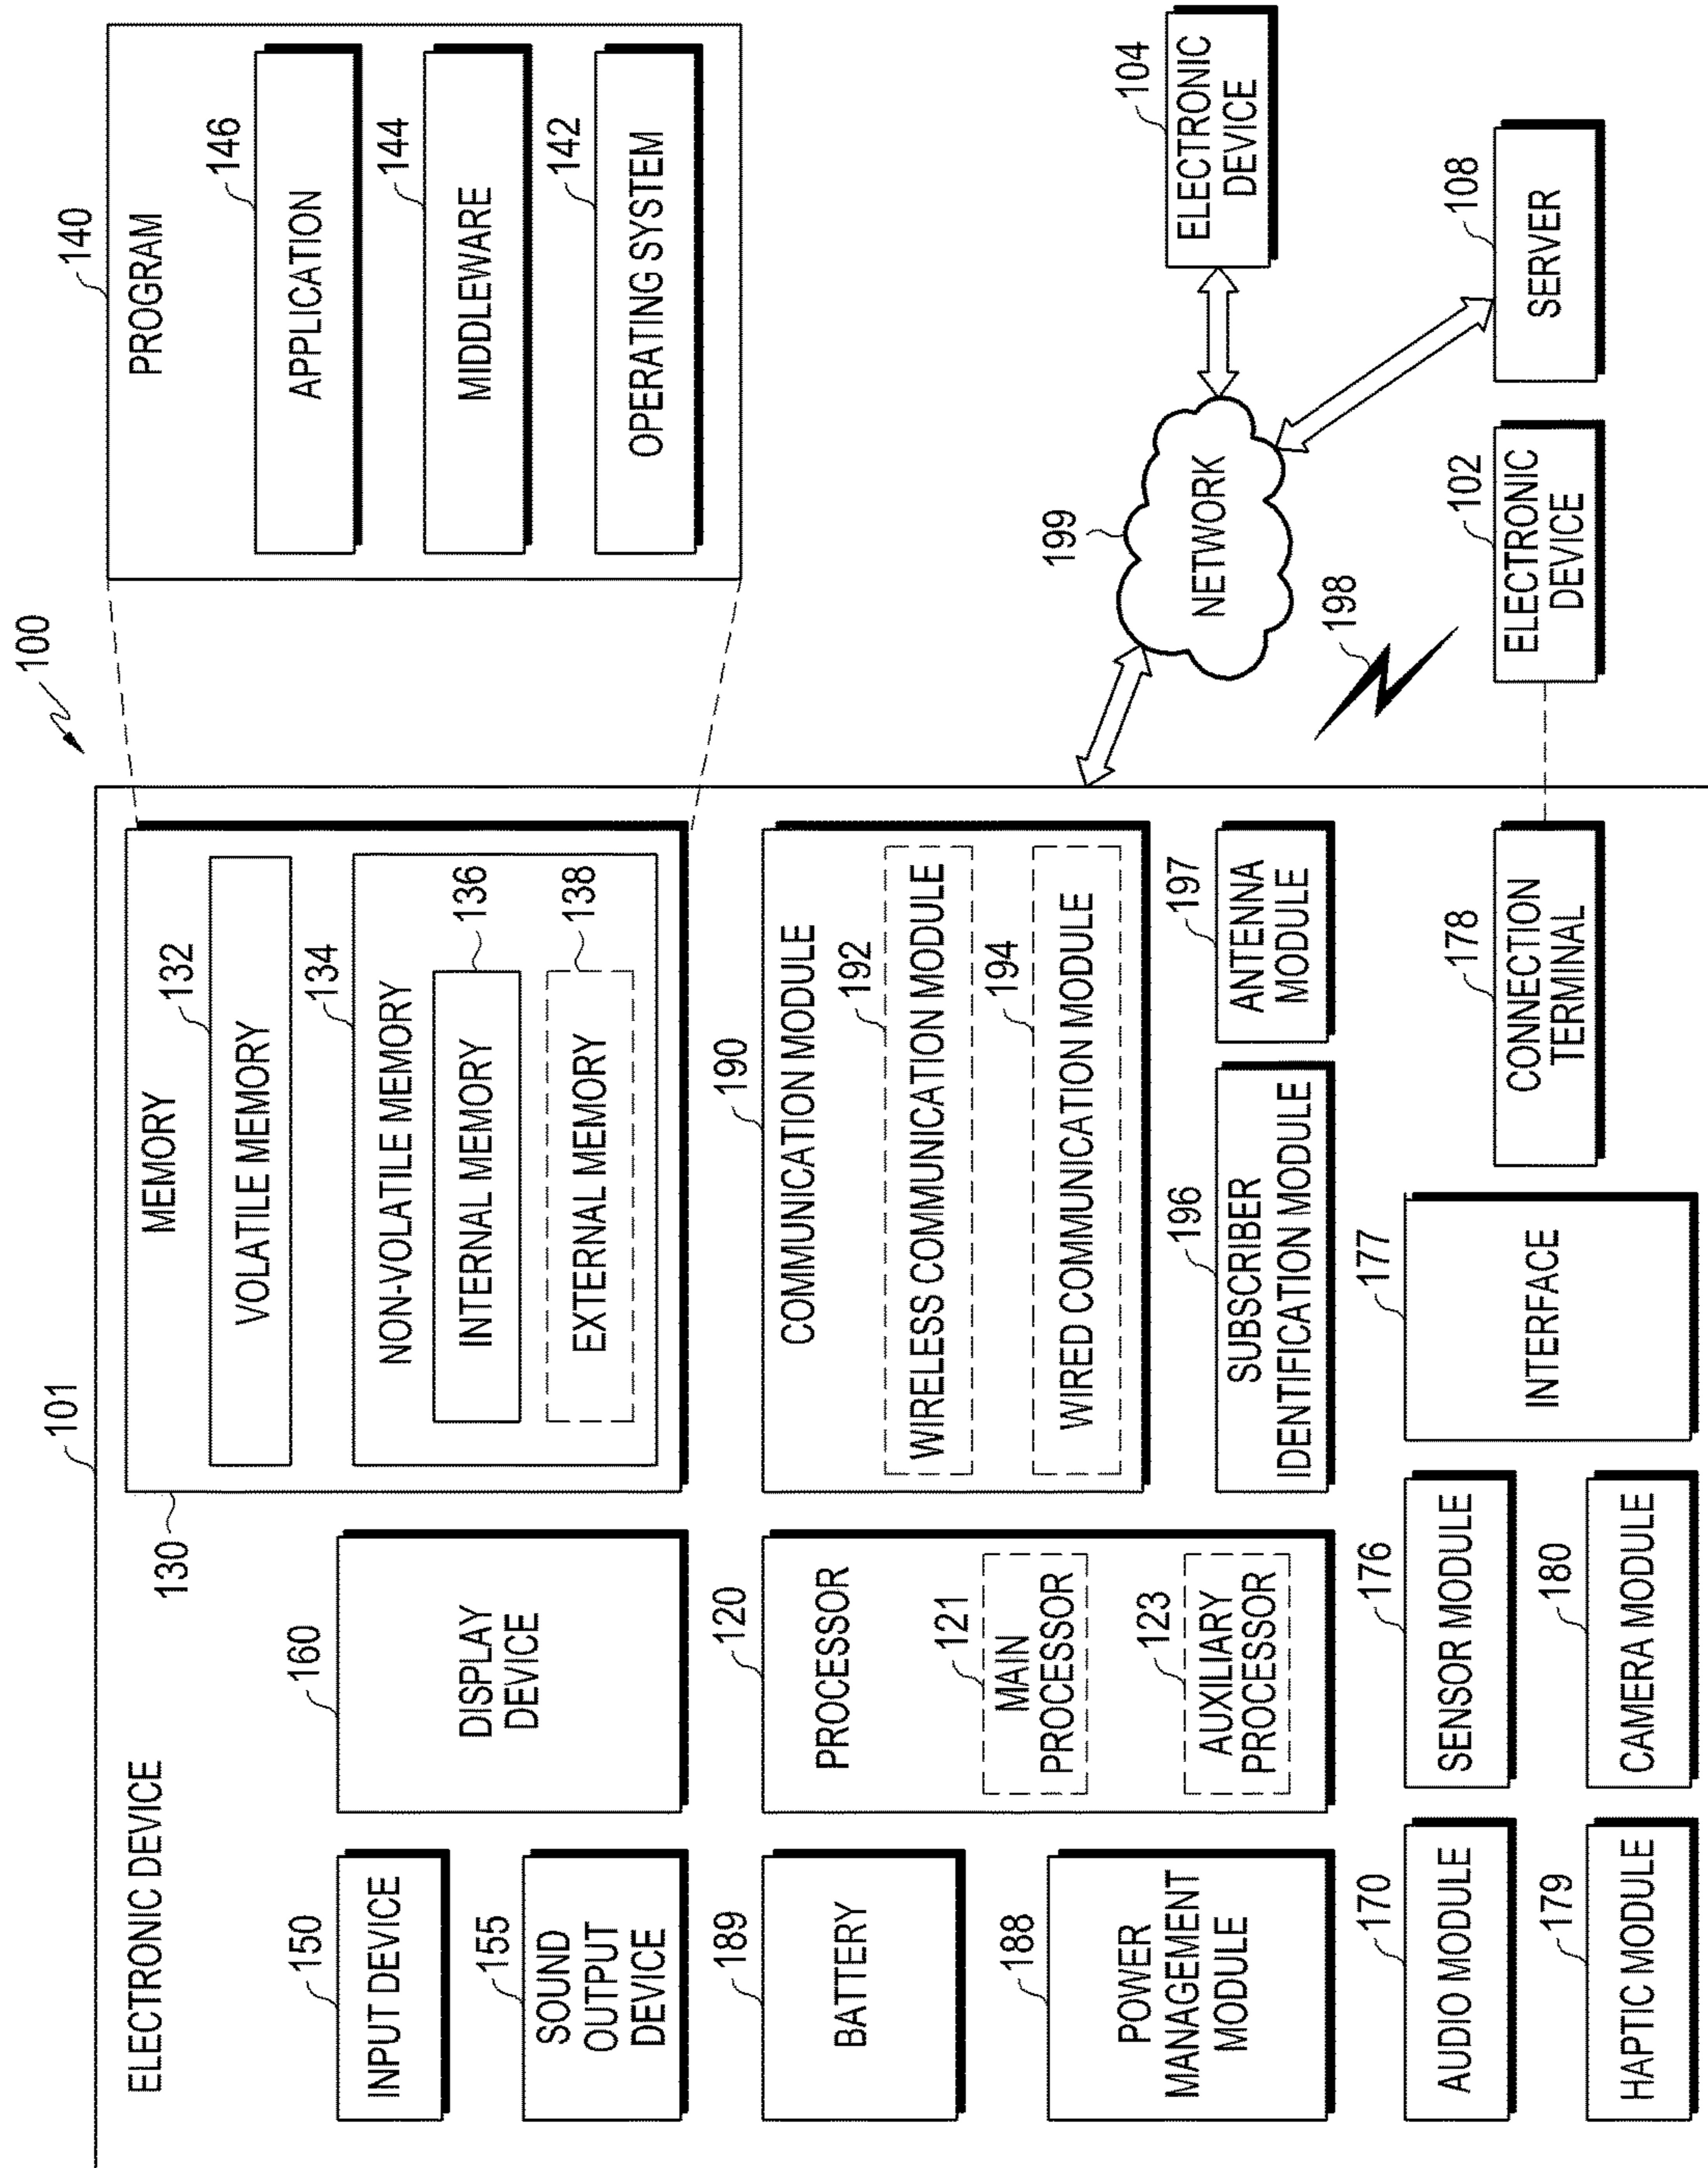 100
101
ELECTRONIC DEVICE
150
INPUT DEVICE
155
SOUND
OUTPUT
DEVICE
160
DISPLAY
DEVICE
130
MEMORY
132
VOLATILE MEMORY
134
NON-VOLATILE MEMORY
136
INTERNAL MEMORY
138
EXTERNAL MEMORY
140
PROGRAM
146
APPLICATION
144
MIDDLEWARE
142
OPERATING SYSTEM
189
BATTERY
188
POWER
MANAGEMENT
MODULE
120
PROCESSOR
121
MAIN
PROCESSOR
123
AUXILIARY
PROCESSOR
190
COMMUNICATION MODULE
192
WIRELESS COMMUNICATION MODULE
194
WIRED COMMUNICATION MODULE
196
SUBSCRIBER
IDENTIFICATION MODULE
197
ANTENNA
MODULE
199
NETWORK
104
ELECTRONIC
DEVICE
198
108
SERVER
170
AUDIO MODULE
176
SENSOR MODULE
177
INTERFACE
178
CONNECTION
TERMINAL
102
ELECTRONIC
DEVICE
179
HAPTIC MODULE
180
CAMERA MODULE